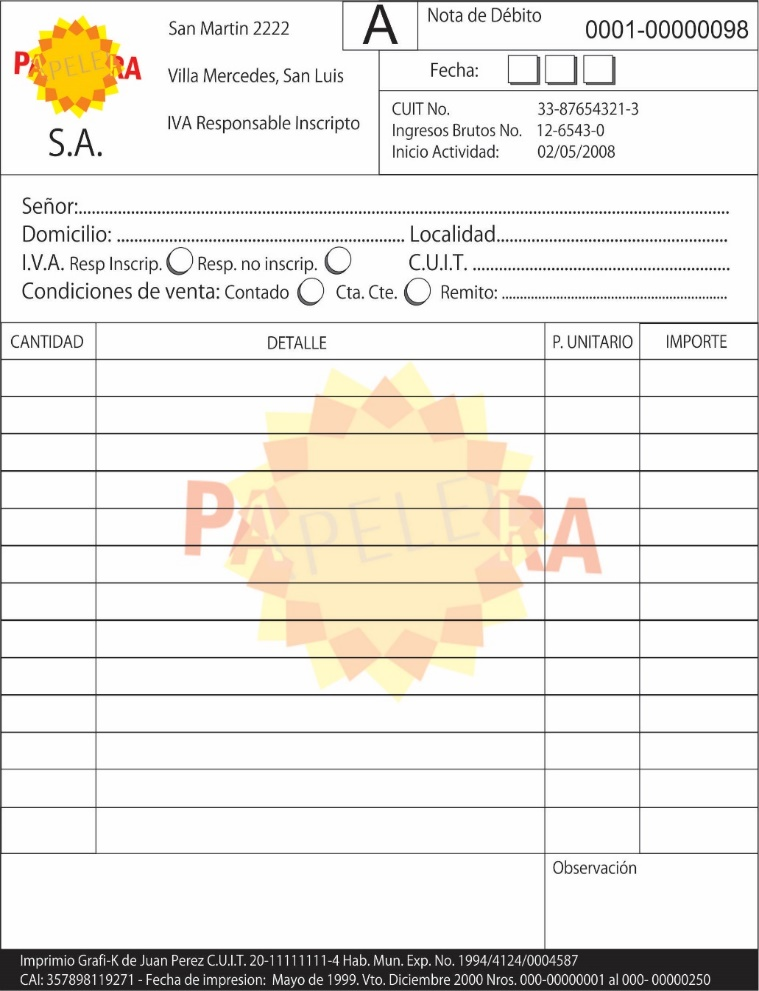 PAPELERA
S.A.
San Martin 2222
Villa Mercedes, San Luis
IVA Responsable Inscripto
A
Nota de Débito
0001-00000098
Fecha:
CUIT No. 33-87654321-3
Ingresos Brutos No. 12-6543-0
Inicio Actividad: 02/05/2008
Señor:
Domicilio: Localidad
I.V.A. Resp Inscrip. Resp. no inscrip. C.U.I.T.
Condiciones de venta: Contado Cta. Cte. Remito:
CANTIDAD DETALLE P. UNITARIO IMPORTE
PAPELERA
Observación
Imprimio Grafi-K de Juan Perez C.U.I.T. 20-11111111-4 Hab. Mun. Exp. No. 1994/4124/0004587
CAI: 357898119271 - Fecha de impresion: Mayo de 1999. Vto. Diciembre 2000 Nros. 000-00000001 al 000- 00000250